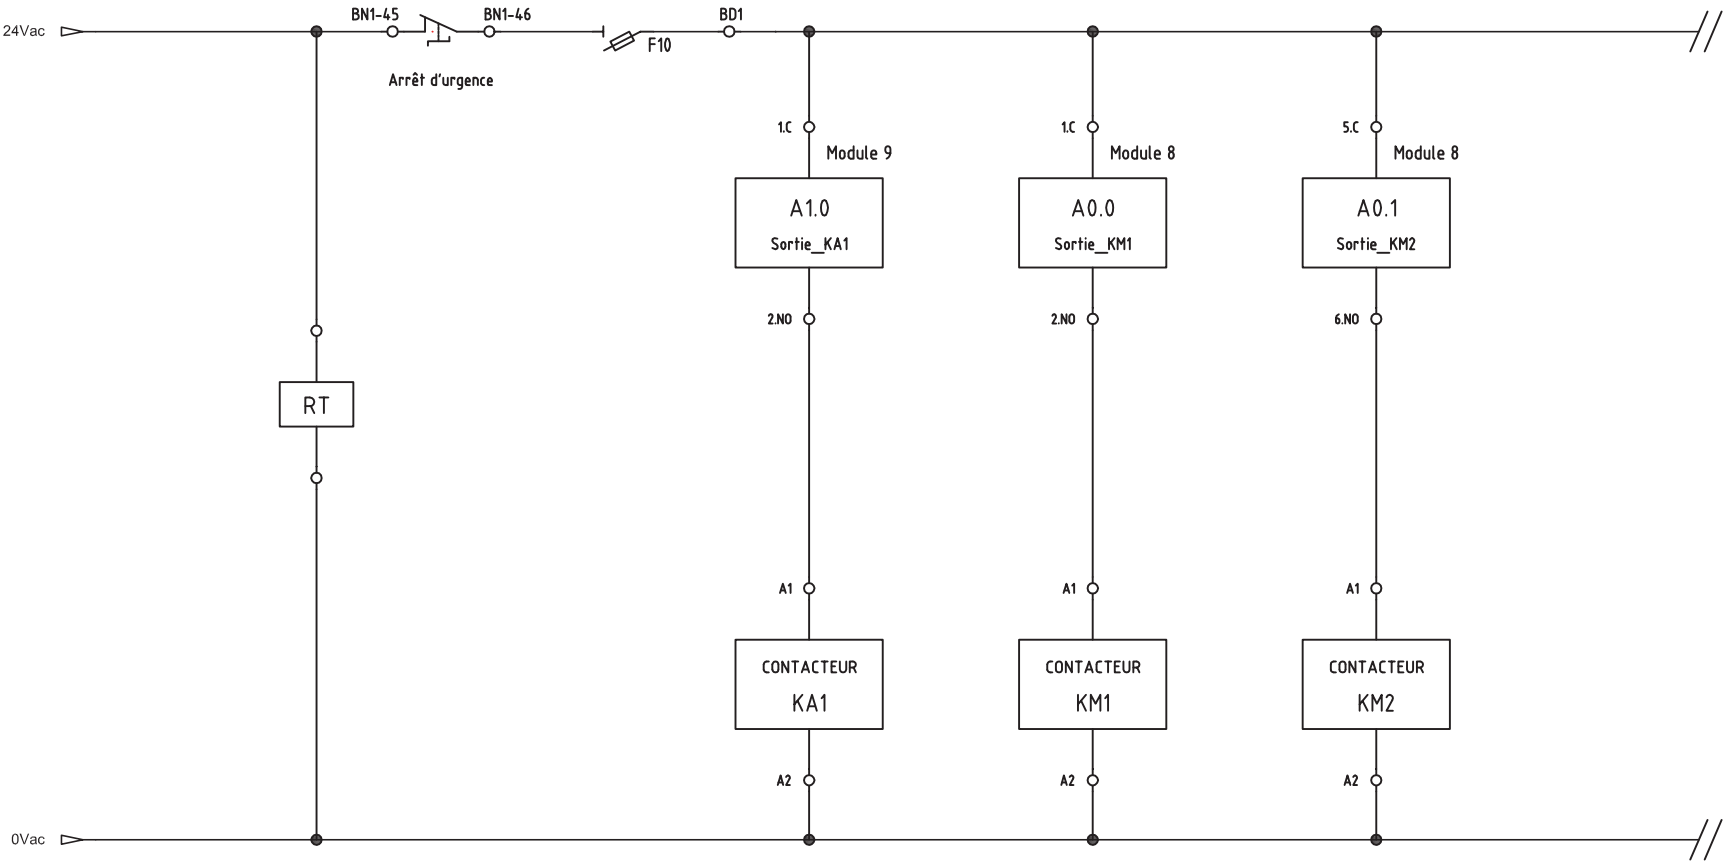 BN1-45
BN1-46
BD1
24Vac
F10
Arrêt d'urgence
1.C
1.C
5.C
Module 9
Module 8
Module 8
A1.0
A0.0
A0.1
Sortie_KA1
Sortie_KM1
Sortie_KM2
2.NO
2.NO
6.NO
RT
A1
A1
A1
CONTACTEUR
CONTACTEUR
CONTACTEUR
KA1
KM1
KM2
A2
A2
A2
0Vac